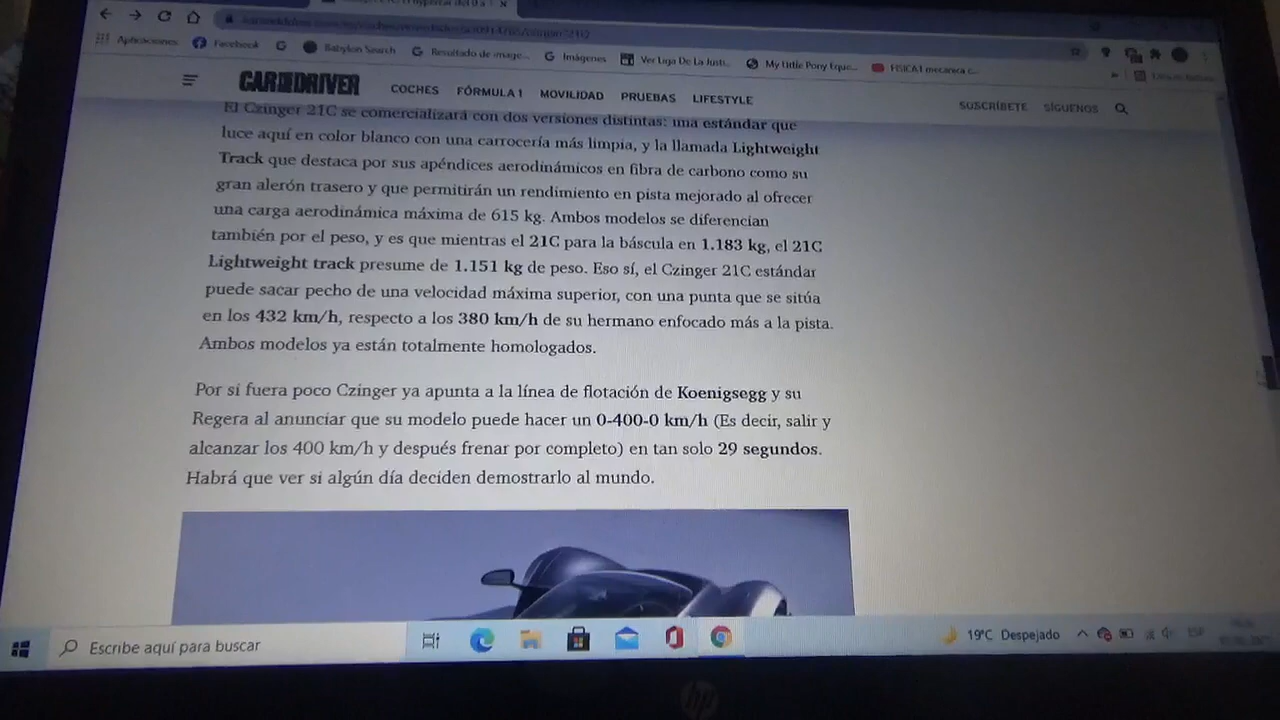 Aplicaciones Facebook G Babylon Search Resultado de image... Imágenes Ver Liga De La Justi... My Little Pony Eque... FISICA I mecanica c...
CAR AND DRIVER COCHES FÓRMULA 1 MOVILIDAD PRUEBAS LIFESTYLE SUSCRÍBETE SÍGUENOS
El Czinger 21C se comercializará con dos versiones distintas: una estándar que
luce aquí en color blanco con una carrocería más limpia, y la llamada Lightweight
Track que destaca por sus apéndices aerodinámicos en fibra de carbono como su
gran alerón trasero y que permitirán un rendimiento en pista mejorado al ofrecer
una carga aerodinámica máxima de 615 kg. Ambos modelos se diferencian
también por el peso, y es que mientras el 21C para la báscula en 1.183 kg, el 21C
Lightweight track presume de 1.151 kg de peso. Eso sí, el Czinger 21C estándar
puede sacar pecho de una velocidad máxima superior, con una punta que se sitúa
en los 432 km/h, respecto a los 380 km/h de su hermano enfocado más a la pista.
Ambos modelos ya están totalmente homologados.
Por si fuera poco Czinger ya apunta a la línea de flotación de Koenigsegg y su
Regera al anunciar que su modelo puede hacer un 0-400-0 km/h (Es decir, salir y
alcanzar los 400 km/h y después frenar por completo) en tan solo 29 segundos.
Habrá que ver si algún día deciden demostrarlo al mundo.
Escribe aquí para buscar 19°C Despejado ESP
hp